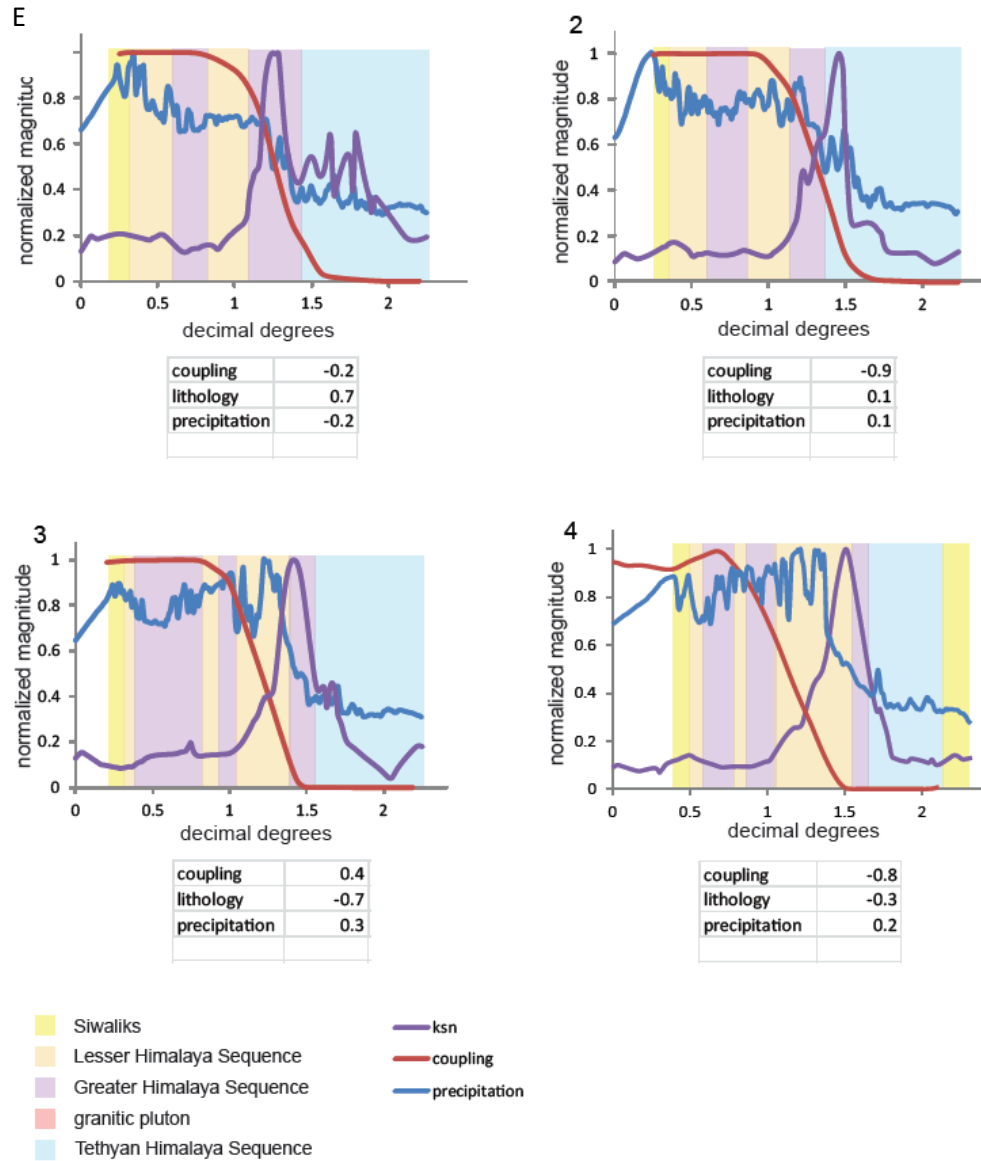 E
normalized magnituc
0.8
0.6
0.4
0.2
0
0 0.5 1 1.5 2
decimal degrees
coupling -0.2
lithology 0.7
precipitation -0.2
2
normalized magnitude
1
0.8
0.6
0.4
0.2
0
0 0.5 1 1.5 2
decimal degrees
coupling -0.9
lithology 0.1
precipitation 0.1
3
normalized magnitude
1
0.8
0.6
0.4
0.2
0
0 0.5 1 1.5 2
decimal degrees
coupling 0.4
lithology -0.7
precipitation 0.3
4
normalized magnitude
1
0.8
0.6
0.4
0.2
0
0 0.5 1 1.5 2
decimal degrees
coupling -0.8
lithology -0.3
precipitation 0.2
Siwaliks
Lesser Himalaya Sequence
Greater Himalaya Sequence
granitic pluton
Tethyan Himalaya Sequence
ksn
coupling
precipitation